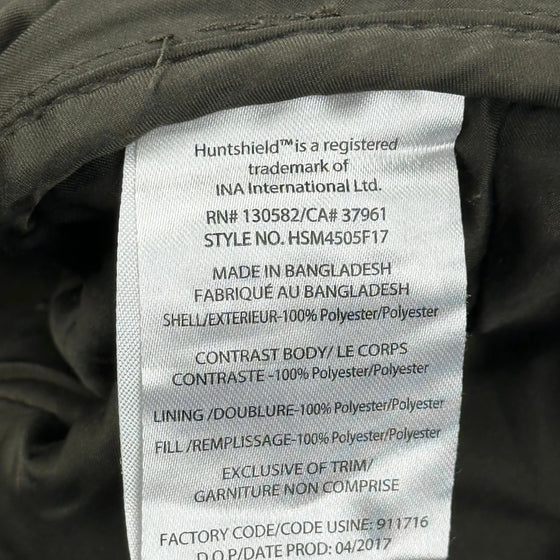 Huntshield™ is a registered
trademark of
INA International Ltd.
RN# 130582/CA# 37961
STYLE NO. HSM4505F17
MADE IN BANGLADESH
FABRIQUÉ AU BANGLADESH
SHELL/EXTERIEUR-100% Polyester/Polyester
CONTRAST BODY/ LE CORPS
CONTRASTE -100% Polyester/Polyester
LINING /DOUBLURE-100% Polyester/Polyester
FILL /REMPLISSAGE-100% Polyester/Polyester
EXCLUSIVE OF TRIM/
GARNITURE NON COMPRISE
FACTORY CODE/CODE USINE: 911716
D.O.P/DATE PROD: 04/2017